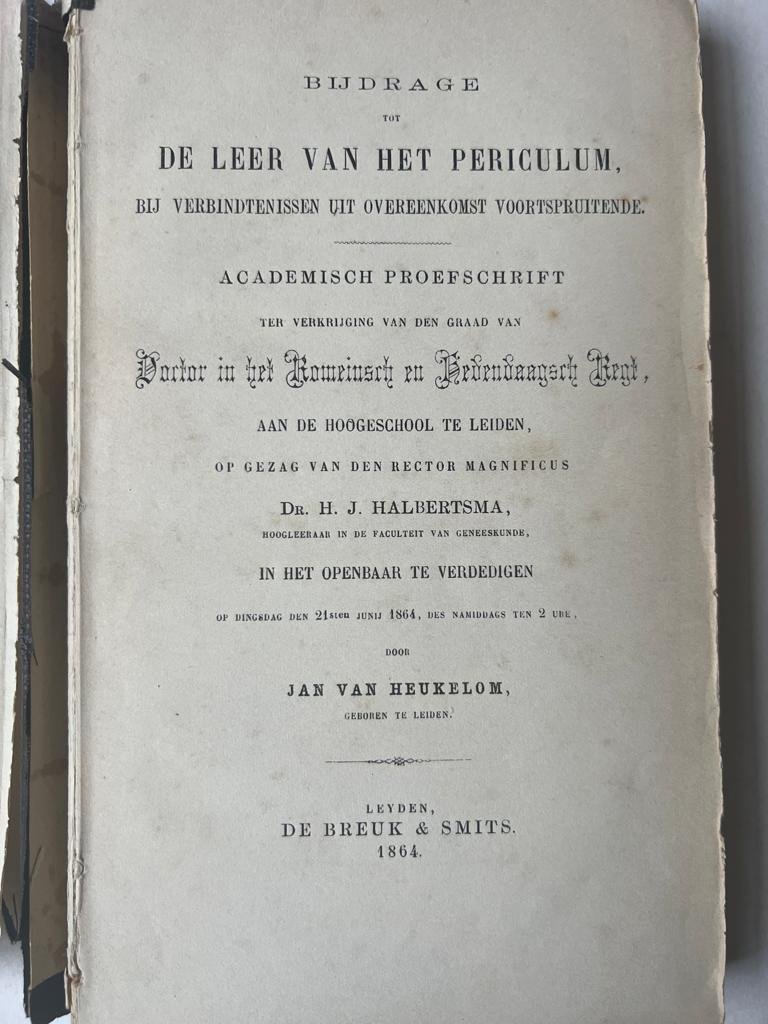 BIJDRAGE
TOT
DE LEER VAN HET PERICULUM,
BIJ VERBINDTENISSEN UIT OVEREENKOMST VOORTSPRUITENDE.
ACADEMISCH PROEFSCHRIFT
TER VERKRIJGING VAN DEN GRAAD VAN
Doctor in het Romeinsch en Hedendaagsch Regt,
AAN DE HOOGESCHOOL TE LEIDEN,
OP GEZAG VAN DEN RECTOR MAGNIFICUS
DR. H. J. HALBERTSMA,
HOOGLEERAAR IN DE FACULTEIT VAN GENEESKUNDE,
IN HET OPENBAAR TE VERDEDIGEN
OP DINGSDAG DEN 21sten JUNIJ 1864, DES NAMIDDAGS TEN 2 URE,
DOOR
JAN VAN HEUKELOM,
GEBOREN TE LEIDEN.
LEYDEN,
DE BREUK & SMITS.
1864.